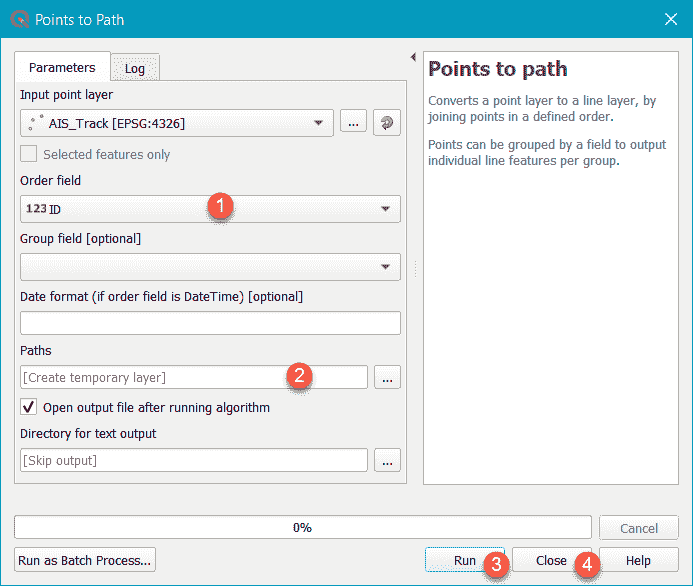 Points to Path
Parameters
Log
Input point layer
AIS_Track [EPSG:4326]
...
Selected features only
Order field
123 ID
1
Group field [optional]
Date format (if order field is DateTime) [optional]
Paths
[Create temporary layer]
2
...
Open output file after running algorithm
Directory for text output
[Skip output]
...
Points to path
Converts a point layer to a line layer, by
joining points in a defined order.
Points can be grouped by a field to output
individual line features per group.
0%
Cancel
Run as Batch Process...
Run
3
Close
4
Help